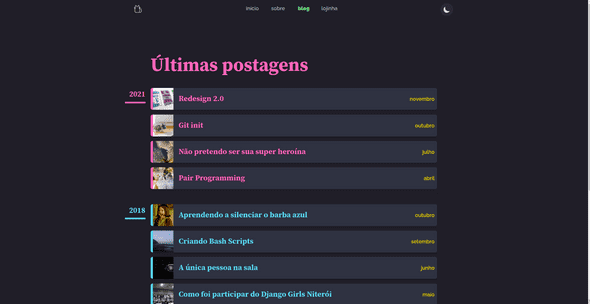 início sobre blog lojinha
Últimas postagens
2021
Redesign 2.0 novembro
Git init outubro
Não pretendo ser sua super heroína julho
Pair Programming abril
2018
Aprendendo a silenciar o barba azul outubro
Criando Bash Scripts setembro
A única pessoa na sala junho
Como foi participar do Django Girls Niterói maio